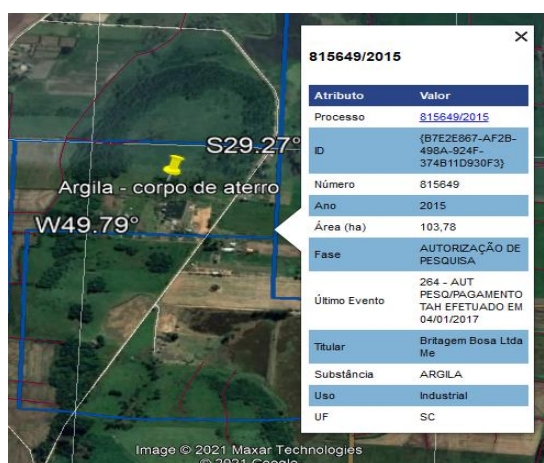 S29.27°
Argila - corpo de aterro
W49.79°
Image © 2021 Maxar Technologies
© 2021 Google
815649/2015
Atributo Valor
Processo 815649/2015
ID {B7E2E867-AF2B-
498A-924F-
374B11D930F3}
Número 815649
Ano 2015
Área (ha) 103,78
Fase AUTORIZAÇÃO DE
PESQUISA
Último Evento 264 - AUT
PESQ/PAGAMENTO
TAH EFETUADO EM
04/01/2017
Titular Britagem Bosa Ltda
Me
Substância ARGILA
Uso Industrial
UF SC